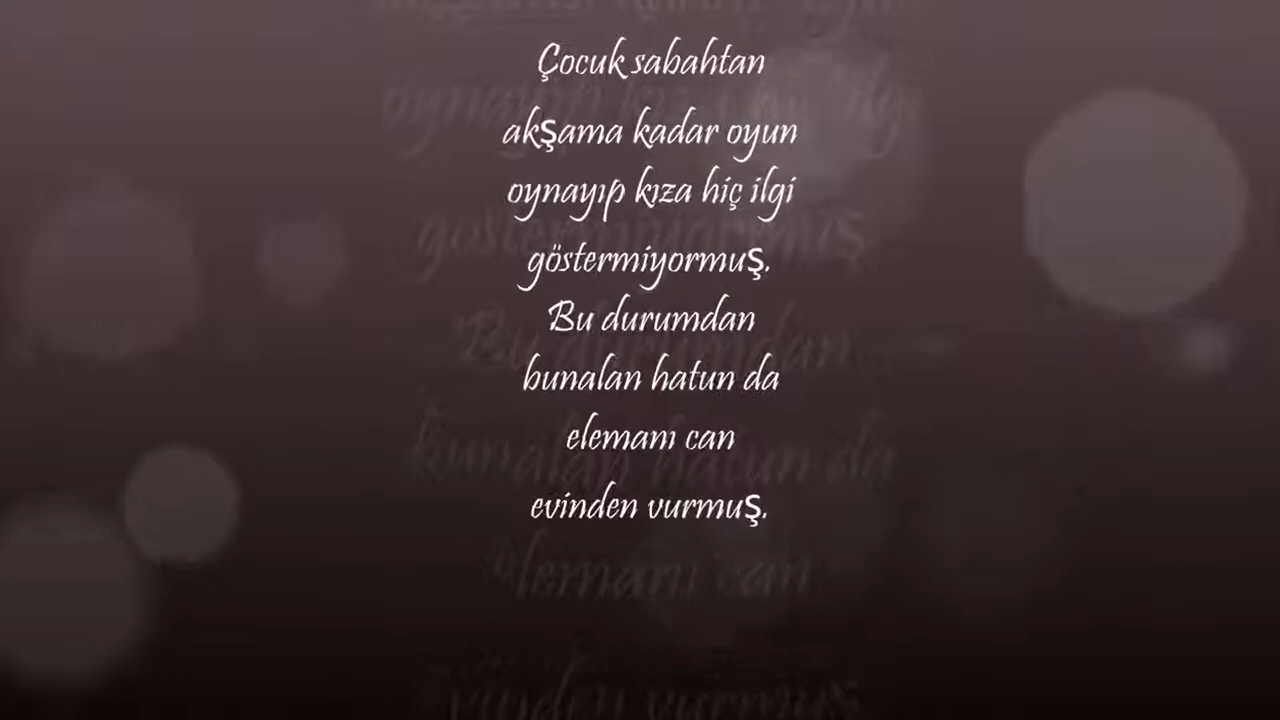 Çocuk sabahtan
akşama kadar oyun
oynayıp kıza hiç ilgi
göstermiyormuş.
Bu durumdan
bunalan hatun da
elemanı can
evinden vurmuş.